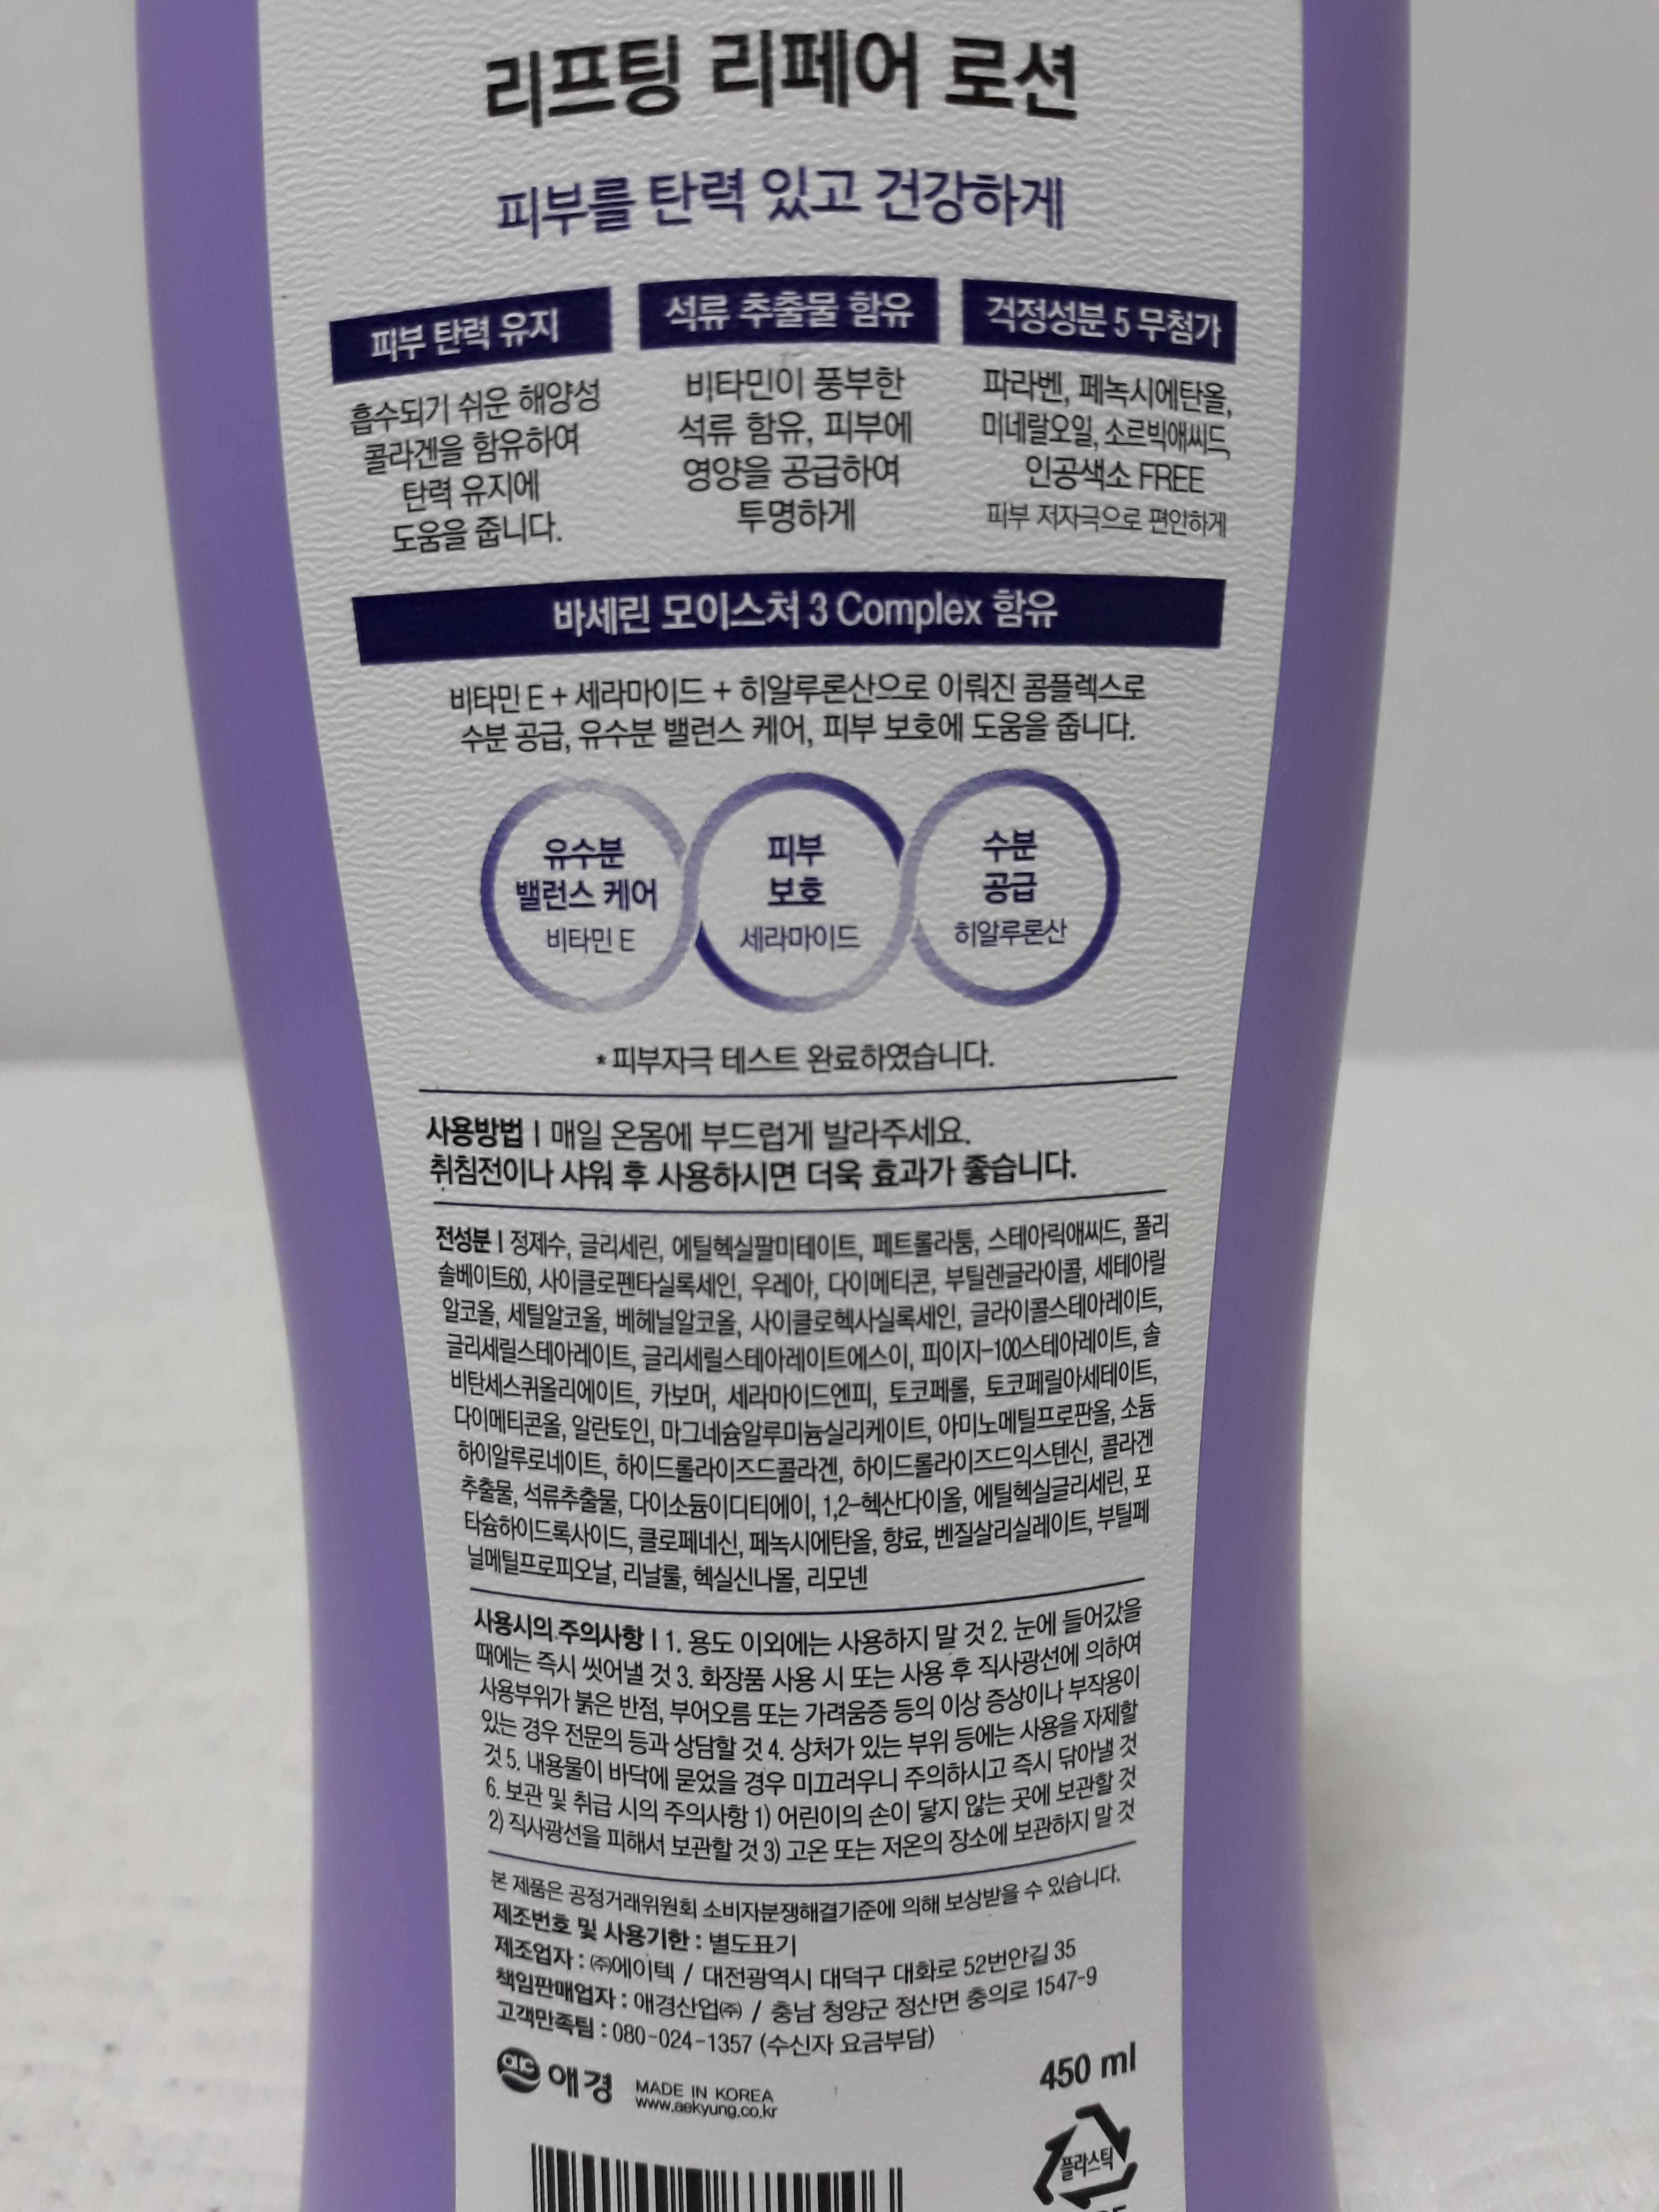 리프팅 리페어 로션
피부를 탄력 있고 건강하게
피부 탄력 유지
흡수되기 쉬운 해양성
콜라겐을 함유하여
탄력 유지에
도움을 줍니다.
석류 추출물 함유
비타민이 풍부한
석류 함유, 피부에
영양을 공급하여
투명하게
걱정성분 5 무첨가
파라벤, 페녹시에탄올,
미네랄오일, 소르빅애씨드,
인공색소 FREE
피부 저자극으로 편안하게
바세린 모이스처 3 Complex 함유
비타민 E + 세라마이드 + 히알루론산으로 이뤄진 콤플렉스로
수분 공급, 유수분 밸런스 케어, 피부 보호에 도움을 줍니다.
유수분
밸런스 케어
비타민 E
피부
보호
세라마이드
수분
공급
히알루론산
* 피부자극 테스트 완료하였습니다.
사용방법 | 매일 온몸에 부드럽게 발라주세요.
취침전이나 샤워 후 사용하시면 더욱 효과가 좋습니다.
전성분 | 정제수, 글리세린, 에틸헥실팔미테이트, 페트롤라툼, 스테아릭애씨드, 폴리
솔베이트60, 사이클로펜타실록세인, 우레아, 다이메티콘, 부틸렌글라이콜, 세테아릴
알코올, 세틸알코올, 베헤닐알코올, 사이클로헥사실록세인, 글라이콜스테아레이트,
글리세릴스테아레이트, 글리세릴스테아레이트에스이, 피이지-100스테아레이트, 솔
비탄세스퀴올리에이트, 카보머, 세라마이드엔피, 토코페롤, 토코페릴아세테이트,
다이메티콘올, 알란토인, 마그네슘알루미늄실리케이트, 아미노메틸프로판올, 소듐
하이알루로네이트, 하이드롤라이즈드콜라겐, 하이드롤라이즈드익스텐신, 콜라겐
추출물, 석류추출물, 다이소듐이디티에이, 1,2-헥산다이올, 에틸헥실글리세린, 포
타슘하이드록사이드, 클로페네신, 페녹시에탄올, 향료, 벤질살리실레이트, 부틸페
닐메틸프로피오날, 리날룰, 헥실신나몰, 리모넨
사용시의 주의사항 | 1. 용도 이외에는 사용하지 말 것 2. 눈에 들어갔을
때에는 즉시 씻어낼 것 3. 화장품 사용 시 또는 사용 후 직사광선에 의하여
사용부위가 붉은 반점, 부어오름 또는 가려움증 등의 이상 증상이나 부작용이
있는 경우 전문의 등과 상담할 것 4. 상처가 있는 부위 등에는 사용을 자제할
것 5. 내용물이 바닥에 묻었을 경우 미끄러우니 주의하시고 즉시 닦아낼 것
6. 보관 및 취급 시의 주의사항 1) 어린이의 손이 닿지 않는 곳에 보관할 것
2) 직사광선을 피해서 보관할 것 3) 고온 또는 저온의 장소에 보관하지 말 것
본 제품은 공정거래위원회 소비자분쟁해결기준에 의해 보상받을 수 있습니다.
제조번호 및 사용기한 : 별도표기
제조업자 : ㈜에이텍 / 대전광역시 대덕구 대화로 52번안길 35
책임판매업자 : 애경산업㈜ / 충남 청양군 정산면 충의로 1547-9
고객만족팀 : 080-024-1357 (수신자 요금부담)
애경
MADE IN KOREA
www.aekyung.co.kr
450 ml
플라스틱